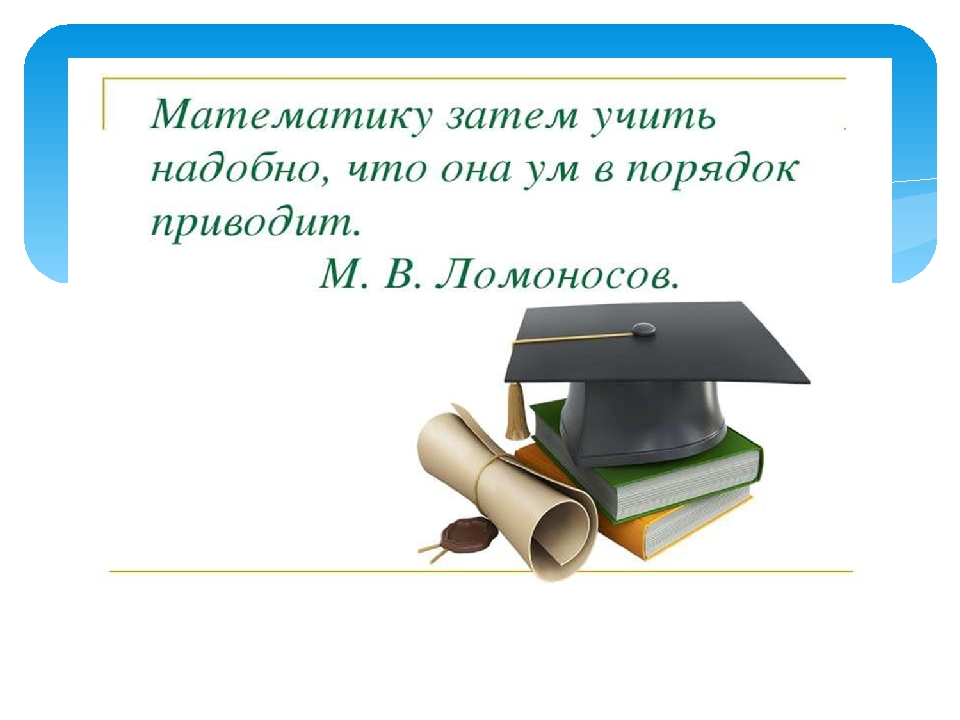 Математику затем учить
надобно, что она ум в порядок
приводит.
М. В. Ломоносов.